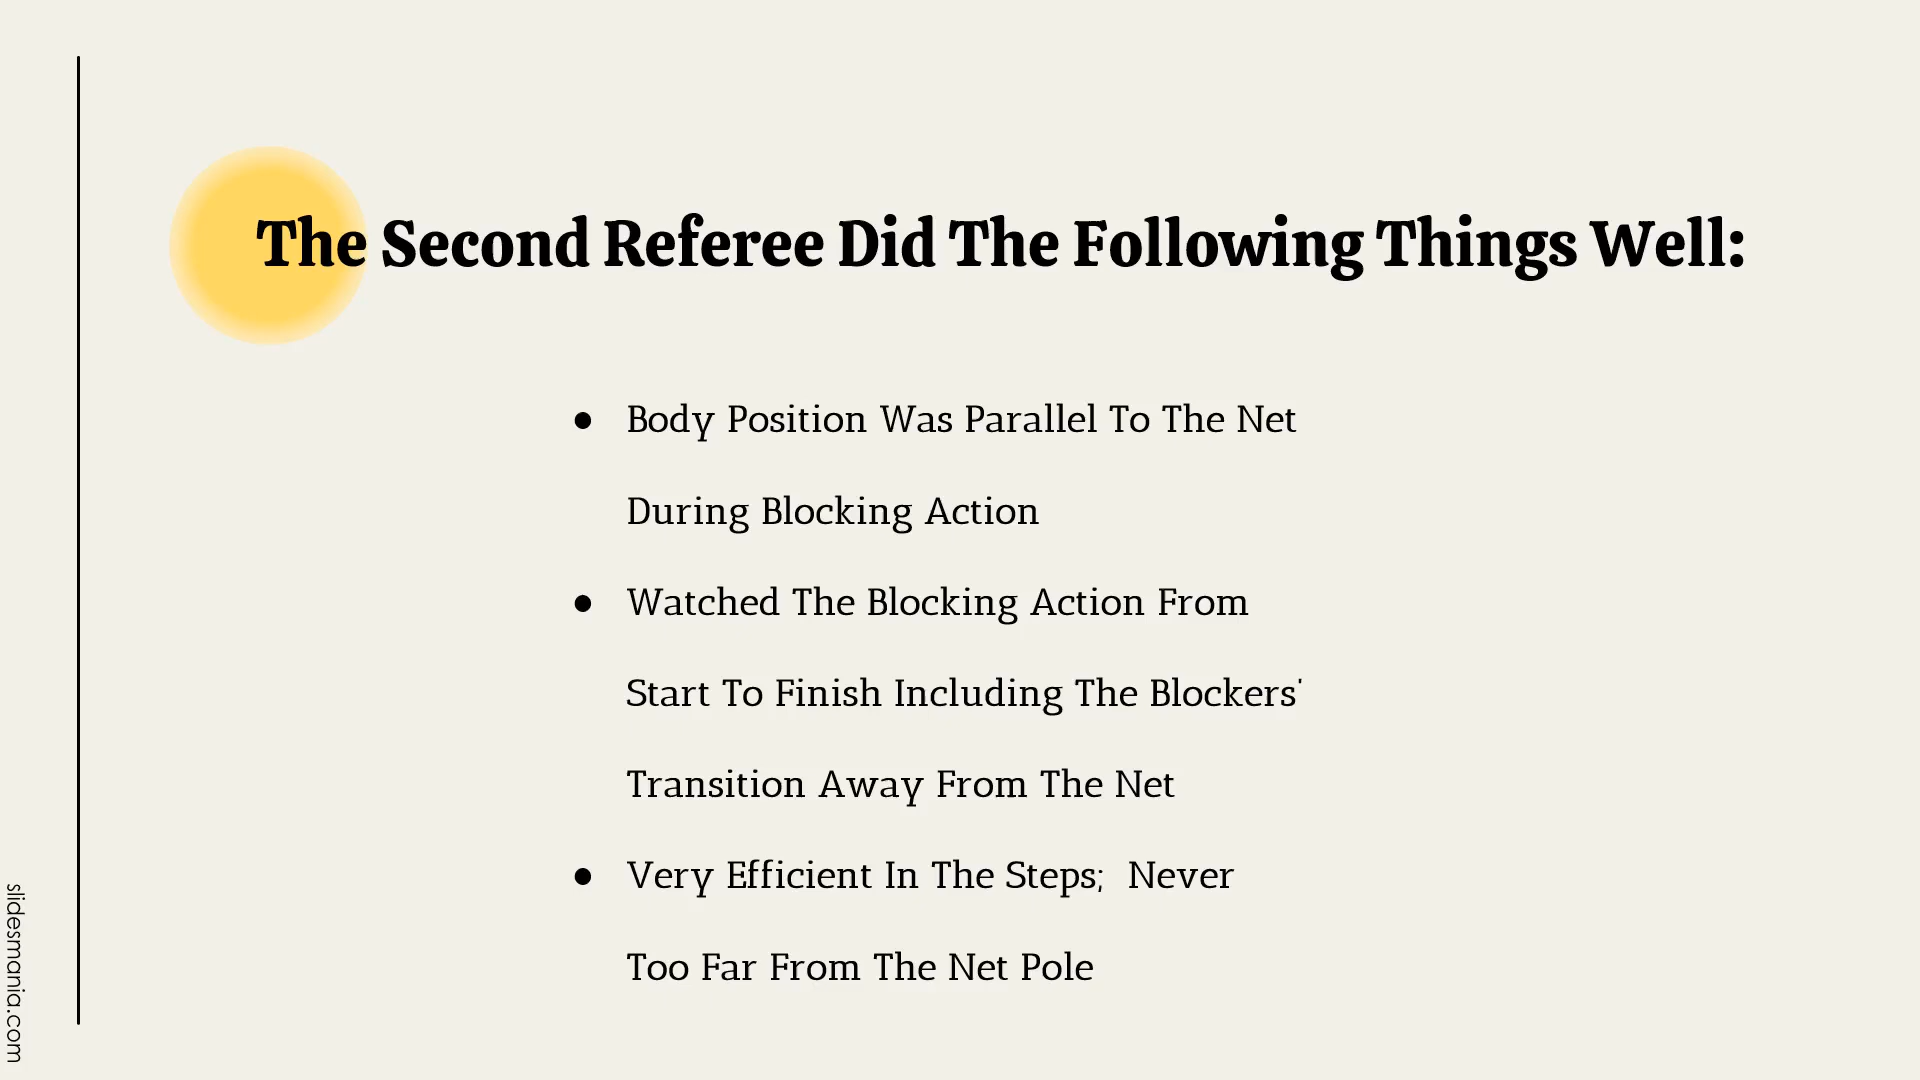 The Second Referee Did The Following Things Well:
● Body Position Was Parallel To The Net
During Blocking Action
● Watched The Blocking Action From
Start To Finish Including The Blockers'
Transition Away From The Net
● Very Efficient In The Steps;  Never
Too Far From The Net Pole
slidesmania.com